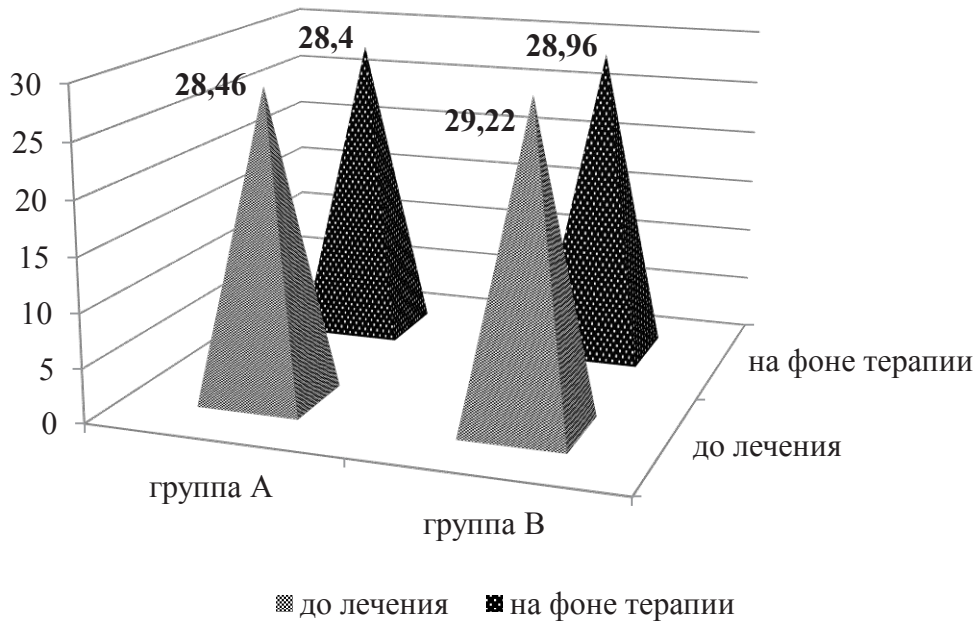 28,4
28,96
28,46
29,22
30
25
20
15
10
5
0
на фоне терапии
до лечения
группа А
группа В
до лечения на фоне терапии